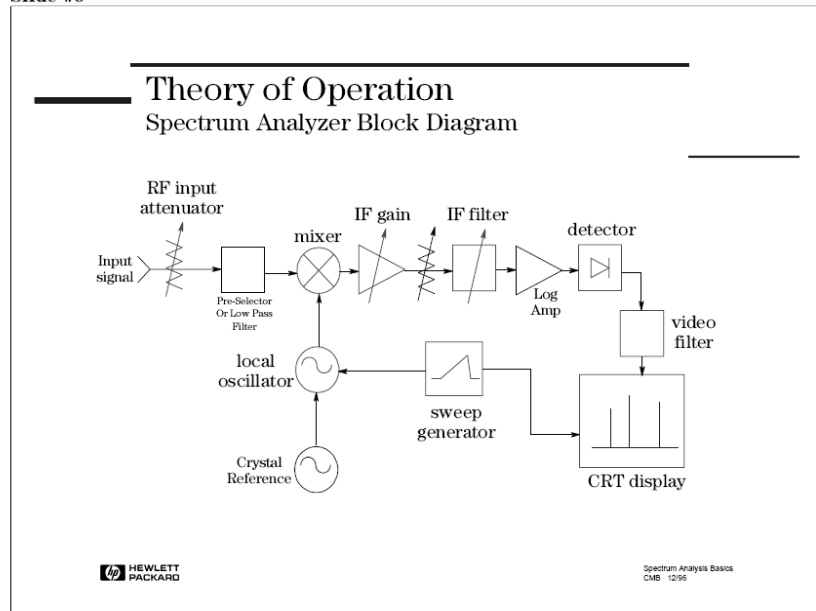 Theory of Operation
Spectrum Analyzer Block Diagram
RF input
attenuator
IF gain
IF filter
mixer
detector
Input
signal
Pre-Selector
Or Low Pass
Filter
Log
Amp
video
filter
local
oscillator
sweep
generator
Crystal
Reference
CRT display
hp HEWLETT
PACKARD
Spectrum Analysis Basics
CMB 12/96